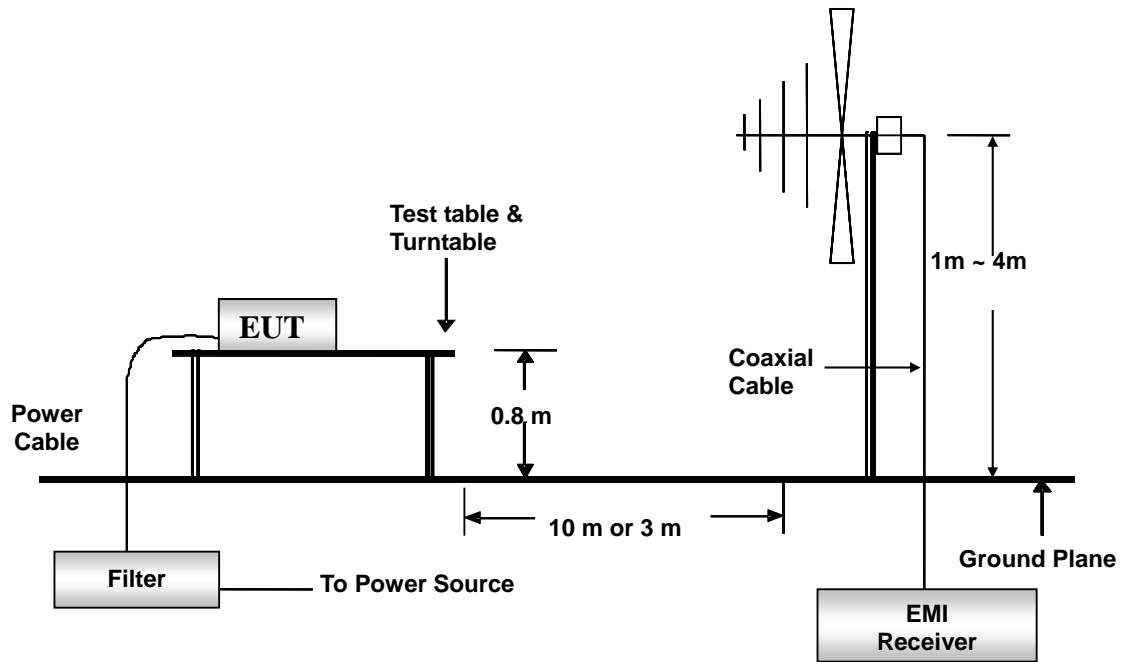 Test table &
Turntable
EUT
1m ~ 4m
Coaxial
Cable
0.8 m
Power
Cable
10 m or 3 m
Ground Plane
Filter
To Power Source
EMI
Receiver